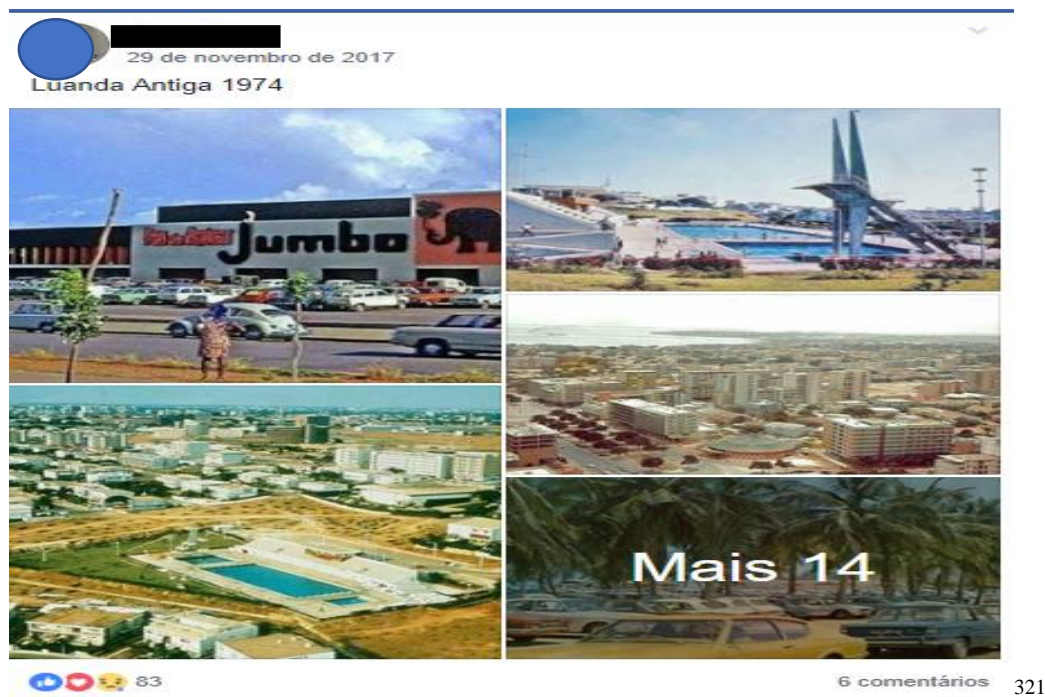 29 de novembro de 2017
Luanda Antiga 1974
Jumbo
Mais 14
83
6 comentários
321